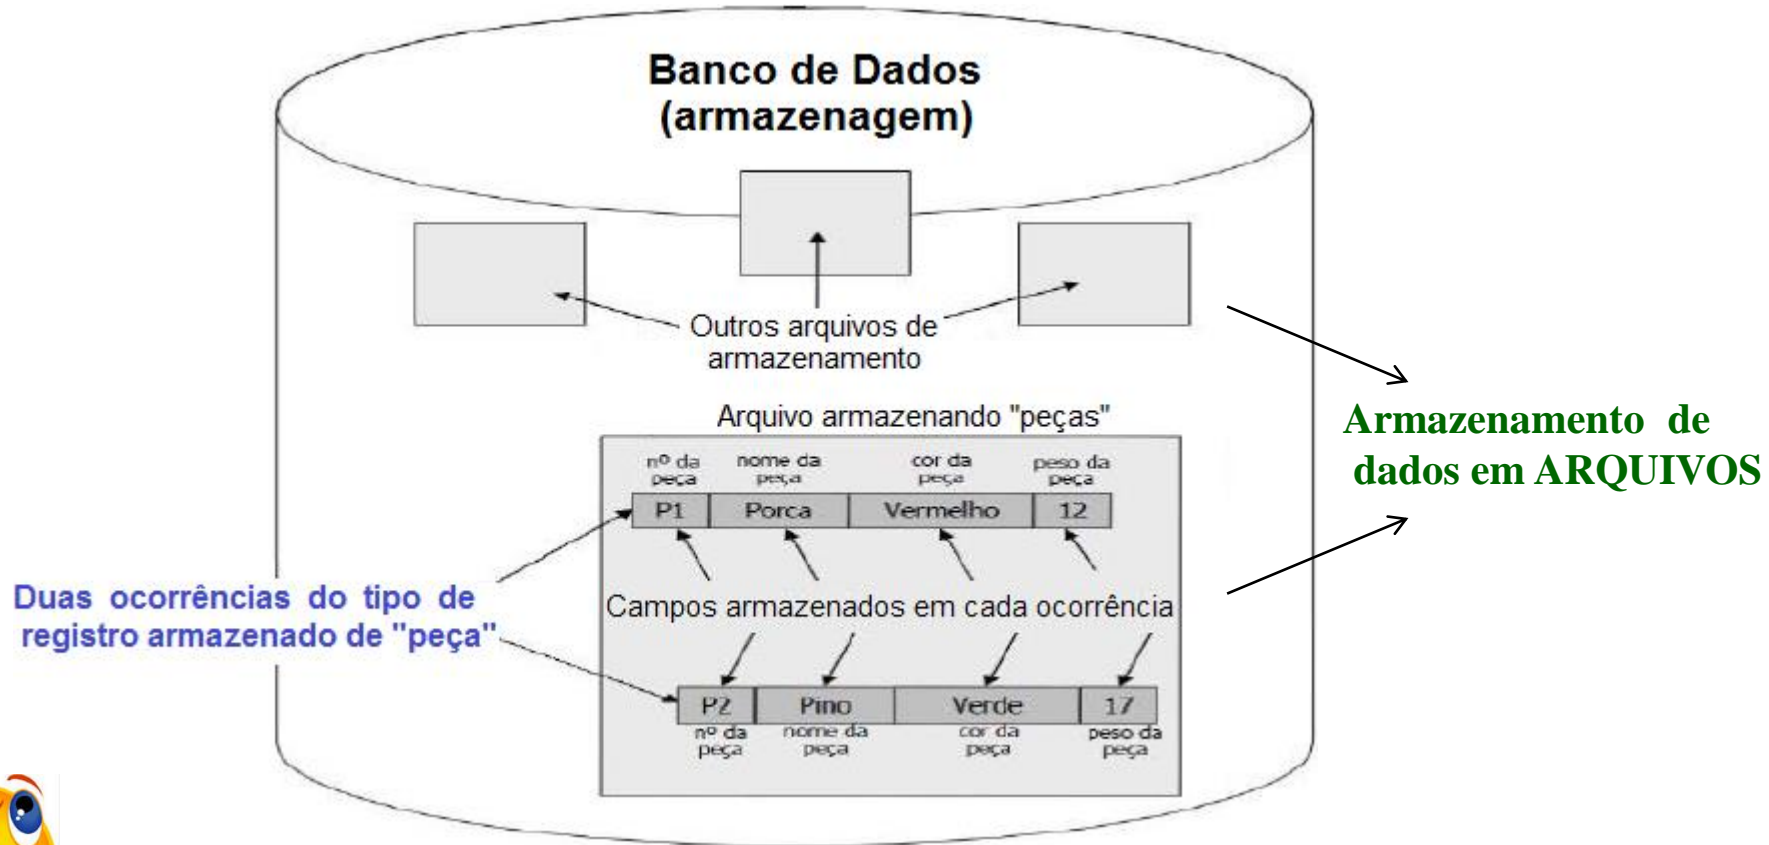 Banco de Dados
(armazenagem)
Outros arquivos de
armazenamento
Arquivo armazenando "peças"
nº da
peça
nome da
peça
cor da
peça
peso da
peça
P1 Porca Vermelho 12
Armazenamento de
dados em ARQUIVOS
Duas ocorrências do tipo de
registro armazenado de "peça"
Campos armazenados em cada ocorrência
P2 Pino Verde 17
nº da
peça
nome da
peça
cor da
peça
peso da
peça